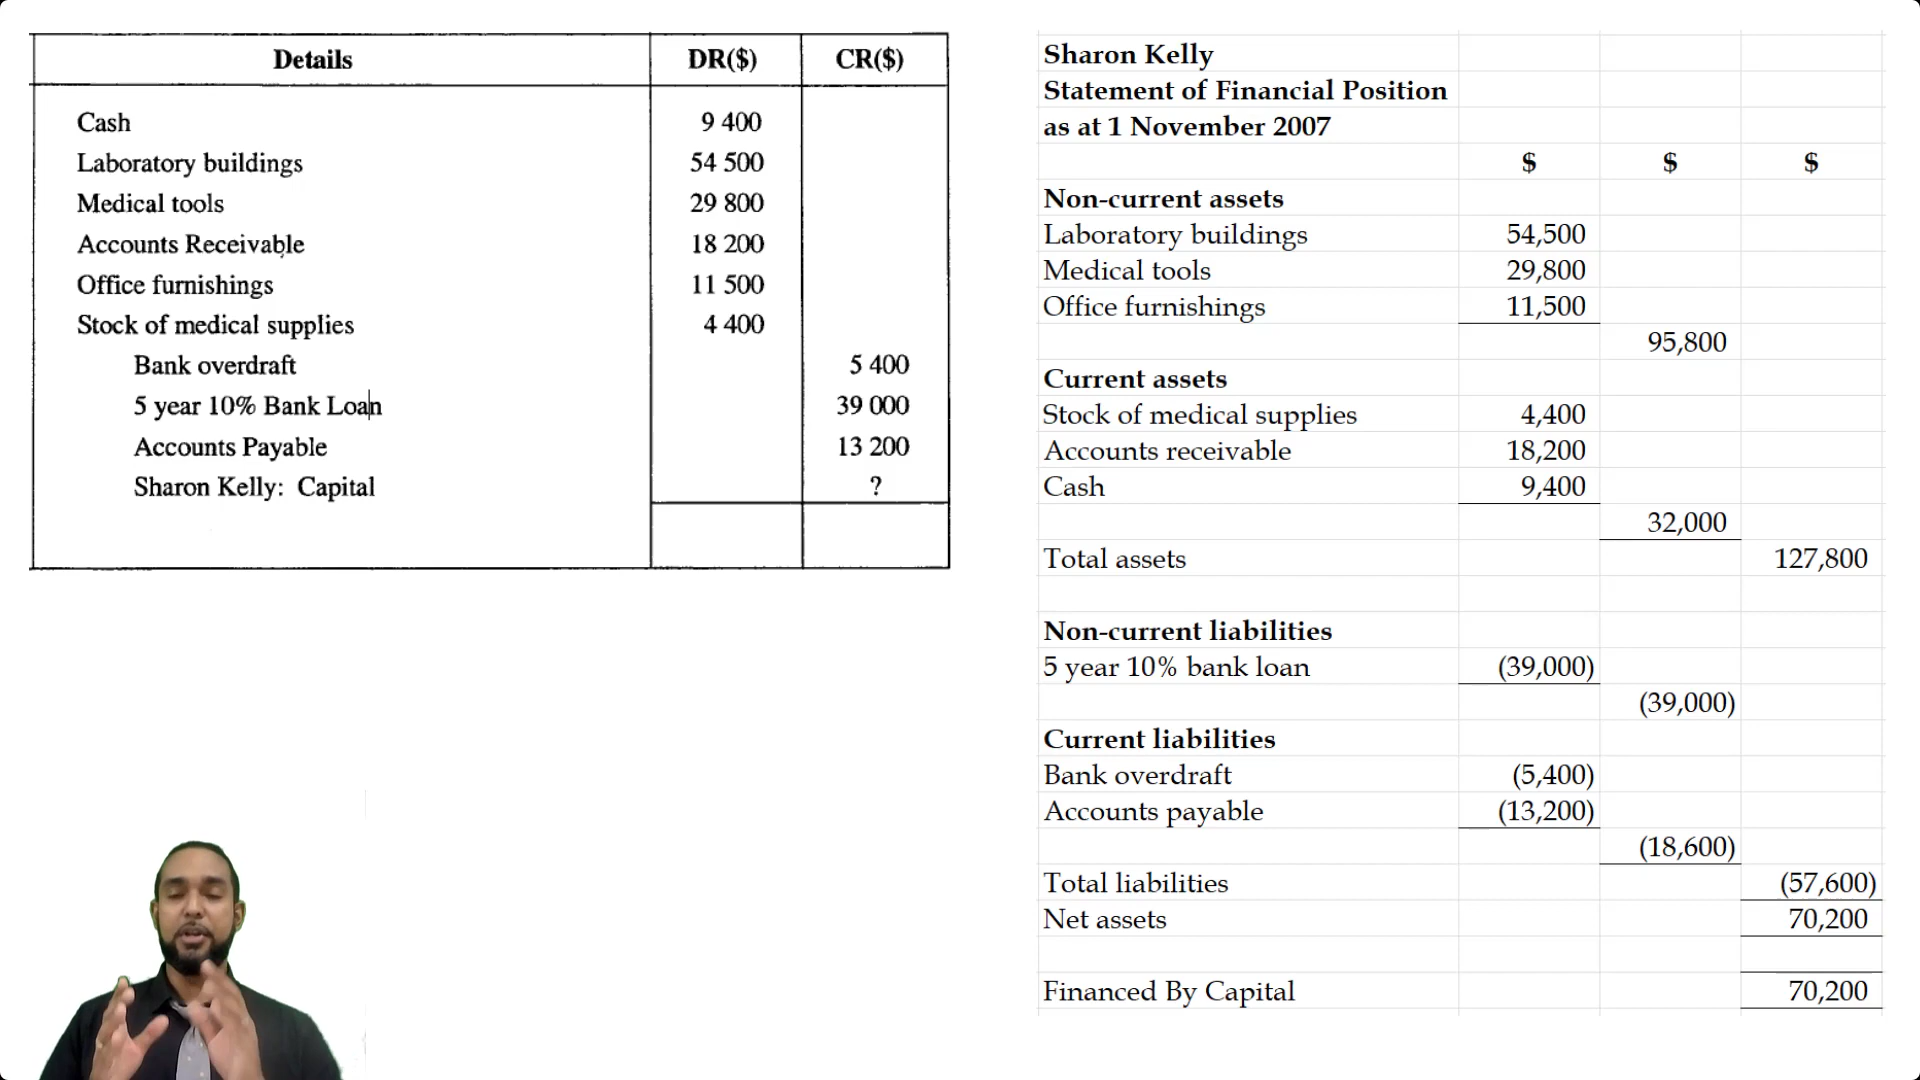 Details DR($) CR($)
Cash 9 400
Laboratory buildings 54 500
Medical tools 29 800
Accounts Receivable 18 200
Office furnishings 11 500
Stock of medical supplies 4 400
Bank overdraft 5 400
5 year 10% Bank Loan 39 000
Accounts Payable 13 200
Sharon Kelly: Capital ?
Sharon Kelly
Statement of Financial Position
as at 1 November 2007
$ $ $
Non-current assets
Laboratory buildings 54,500
Medical tools 29,800
Office furnishings 11,500
95,800
Current assets
Stock of medical supplies 4,400
Accounts receivable 18,200
Cash 9,400
32,000
Total assets 127,800
Non-current liabilities
5 year 10% bank loan (39,000)
(39,000)
Current liabilities
Bank overdraft (5,400)
Accounts payable (13,200)
(18,600)
Total liabilities (57,600)
Net assets 70,200
Financed By Capital 70,200